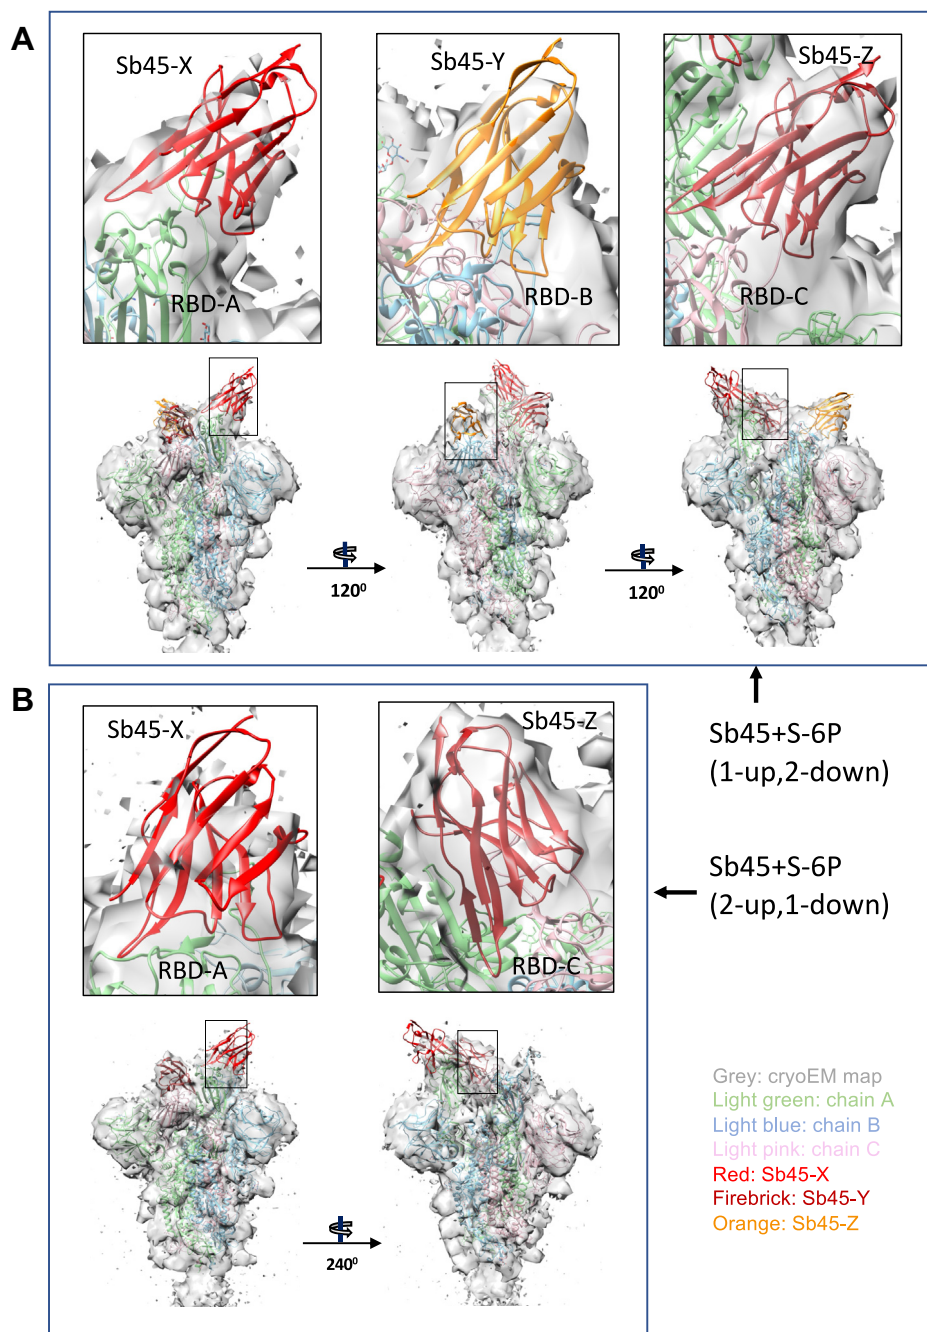 A
Sb45-X
RBD-A
Sb45-Y
RBD-B
Sb45-Z
RBD-C
120⁰
120⁰
B
Sb45-X
RBD-A
Sb45-Z
RBD-C
240⁰
Sb45+S-6P
(1-up,2-down)
Sb45+S-6P
(2-up,1-down)
Grey: cryoEM map
Light green: chain A
Light blue: chain B
Light pink: chain C
Red: Sb45-X
Firebrick: Sb45-Y
Orange: Sb45-Z